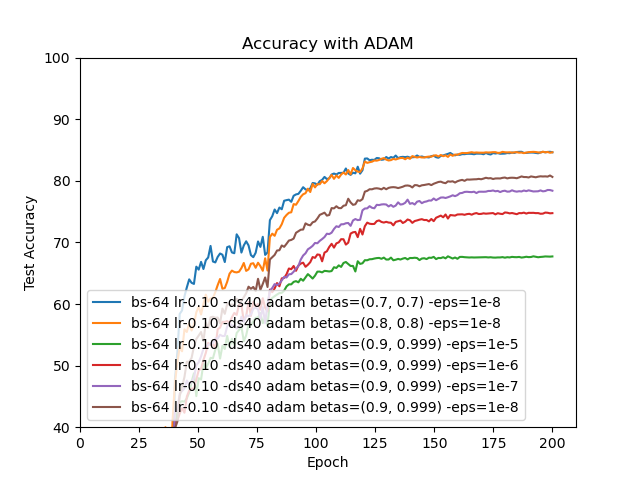 Accuracy with ADAM
100
90
80
70
60
50
40
Test Accuracy
bs-64 lr-0.10 -ds40 adam betas=(0.7, 0.7) -eps=1e-8
bs-64 lr-0.10 -ds40 adam betas=(0.8, 0.8) -eps=1e-8
bs-64 lr-0.10 -ds40 adam betas=(0.9, 0.999) -eps=1e-5
bs-64 lr-0.10 -ds40 adam betas=(0.9, 0.999) -eps=1e-6
bs-64 lr-0.10 -ds40 adam betas=(0.9, 0.999) -eps=1e-7
bs-64 lr-0.10 -ds40 adam betas=(0.9, 0.999) -eps=1e-8
0 25 50 75 100 125 150 175 200
Epoch